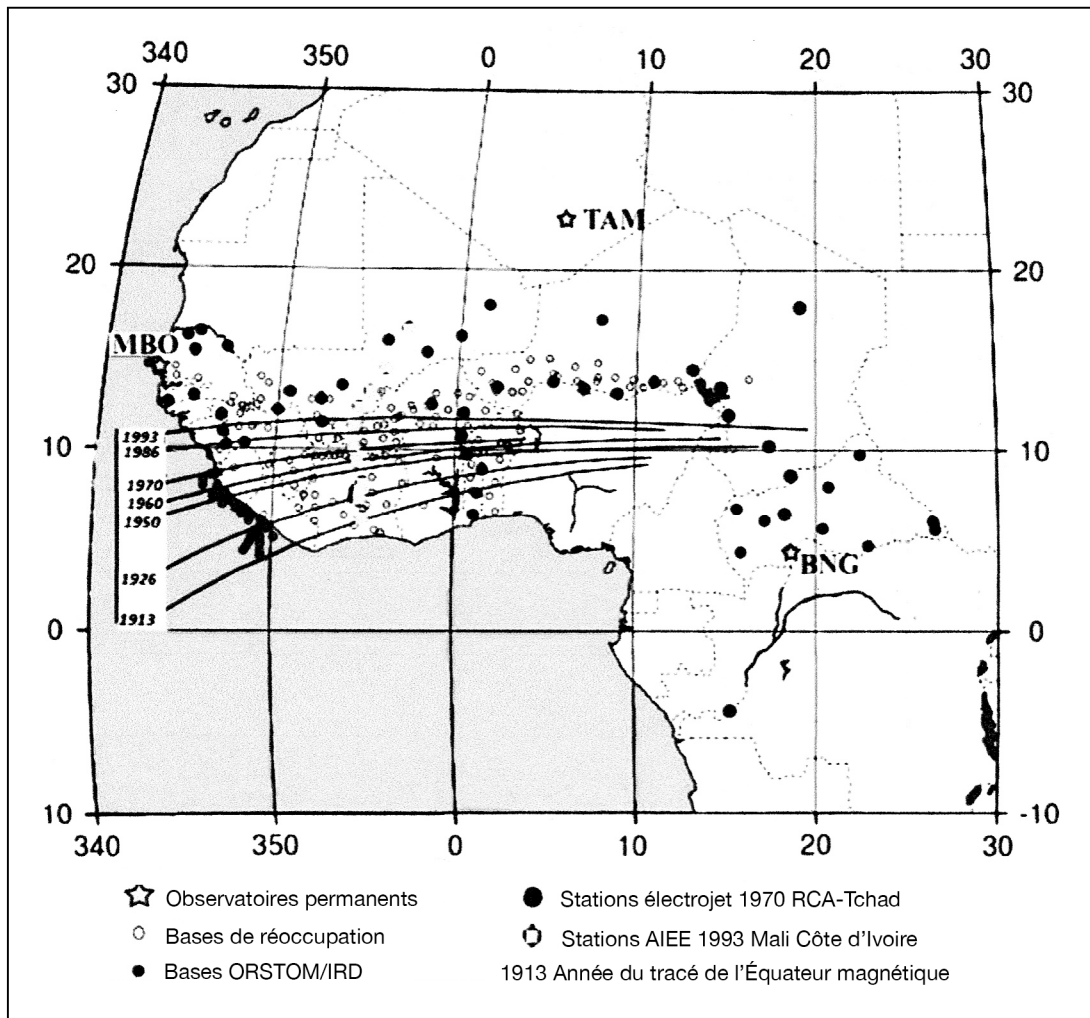 340 350 0 10 20 30
30 30
TAM
20 20
MBO
1993
1986
10 10
1970
1960
1950
1926
BNG
1913
0 0
10 -10
340 350 0 10 20 30
Observatoires permanents
Stations électrojet 1970 RCA-Tchad
Bases de réoccupation
Stations AIEE 1993 Mali Côte d'Ivoire
Bases ORSTOM/IRD
1913 Année du tracé de l'Équateur magnétique